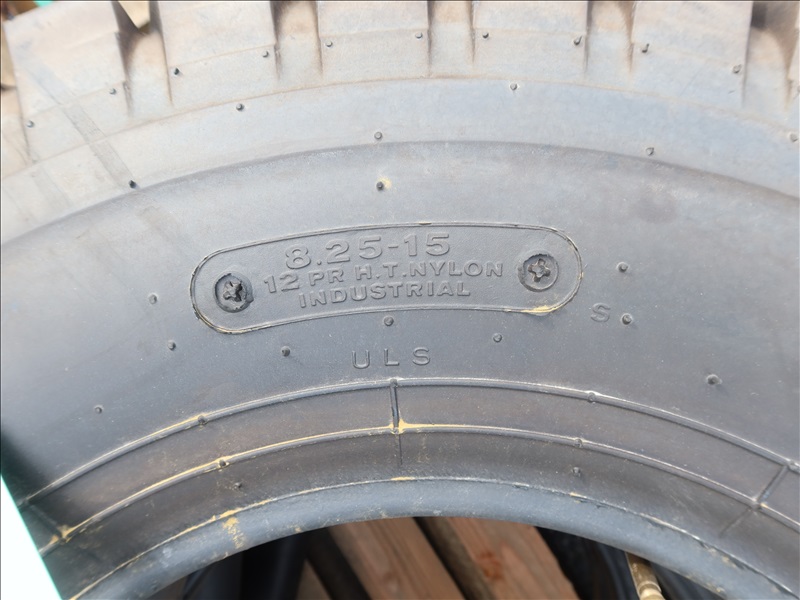 8.25-15
12 PR H.T.NYLON
INDUSTRIAL
S
ULS